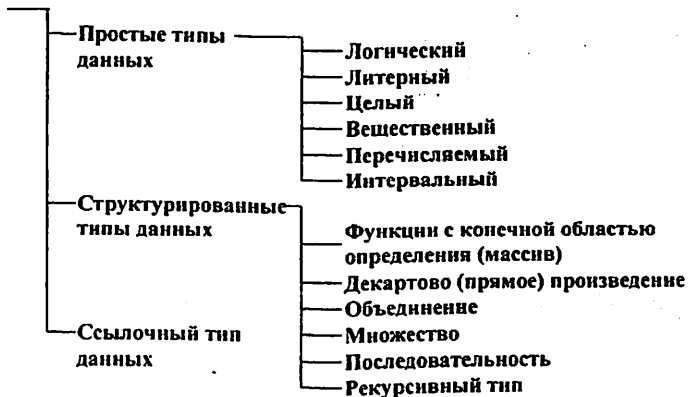 Простые типы
данных
Логический
Литерный
Целый
Вещественный
Перечисляемый
Интервальный
Структурированные
типы данных
Функции с конечной областью
определения (массив)
Декартово (прямое) произведение
Объединение
Множество
Последовательность
Рекурсивный тип
Ссылочный тип
данных